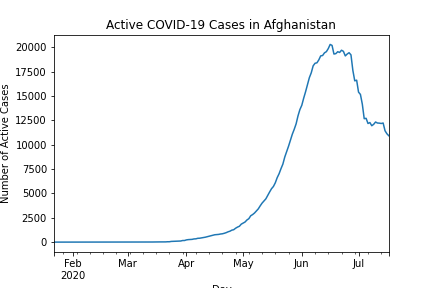 Active COVID-19 Cases in Afghanistan
Number of Active Cases
20000
17500
15000
12500
10000
7500
5000
2500
0
Feb
2020
Mar
Apr
May
Jun
Jul